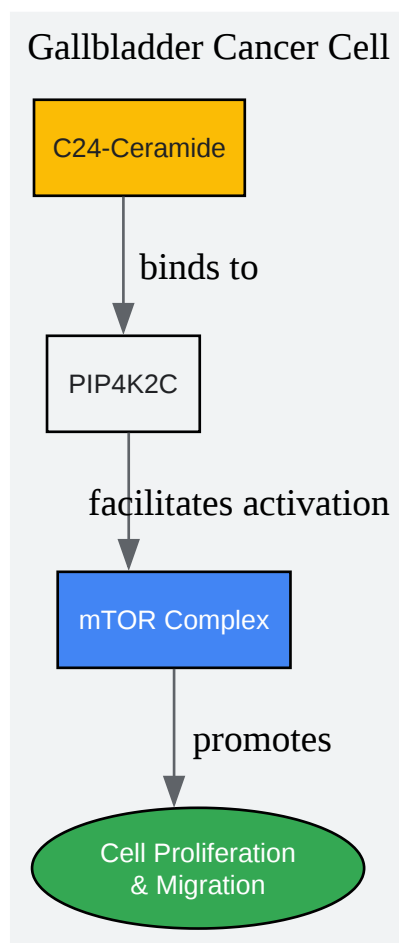 Gallbladder Cancer Cell
C24-Ceramide
binds to
PIP4K2C
facilitates activation
mTOR Complex
promotes
Cell Proliferation
& Migration